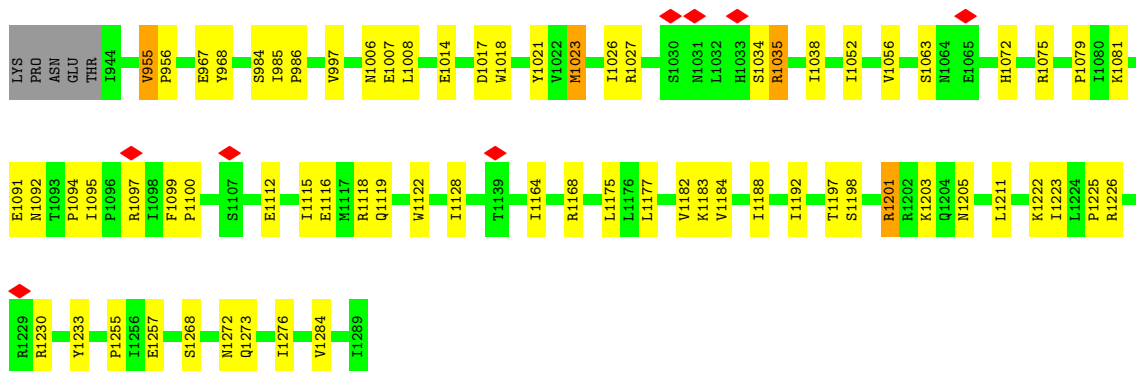 LYS PRO ASN GLU THR I944 V955 P956 E967 Y968 S984 I985 P986 V997 N1006 E1007 L1008 E1014 D1017 W1018 Y1021 V1022 M1023 I1026 R1027 S1030 N1031 L1032 H1033 S1034 R1035 I1038 I1052 V1056 S1063 N1064 E1065 H1072 R1075 P1079 I1080 K1081
E1091 N1092 T1093 P1094 I1095 P1096 R1097 I1098 F1099 P1100 S1107 E1112 I1115 E1116 M1117 R1118 Q1119 W1122 I1128 T1139 I1164 R1168 L1175 L1176 L1177 V1182 K1183 V1184 I1188 I1192 T1197 S1198 R1201 R1202 K1203 Q1204 N1205 L1211 K1222 I1223 L1224 P1225 R1226
R1229 R1230 Y1233 P1255 I1256 E1257 S1268 N1272 Q1273 I1276 V1284 I1289